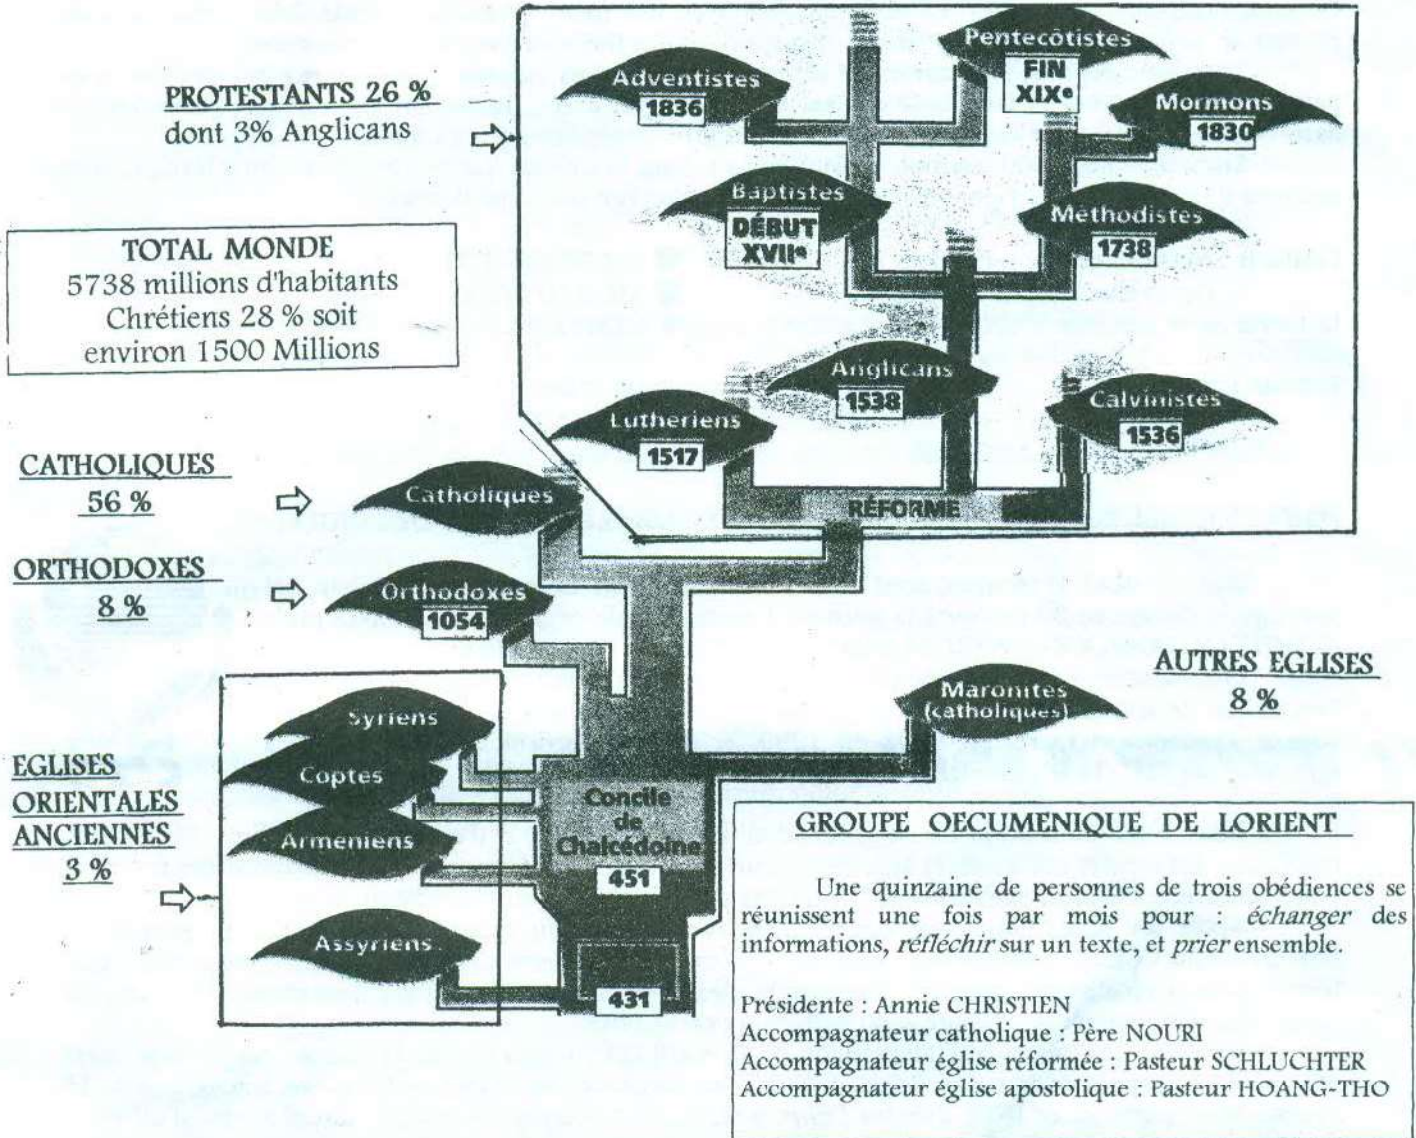 PROTESTANTS 26 %
dont 3% Anglicans
Adventistes
1836
Pentecôtistes
FIN
XIXe
Mormons
1830
Baptistes
DÉBUT
XVIIe
Méthodistes
1738
TOTAL MONDE
5738 millions d'habitants
Chrétiens 28 % soit
environ 1500 Millions
Anglicans
1538
Lutheriens
1517
Calvinistes
1536
RÉFORME
CATHOLIQUES
56 %
Catholiques
ORTHODOXES
8 %
Orthodoxes
1054
AUTRES EGLISES
8 %
Maronites
(catholiques)
EGLISES
ORIENTALES
ANCIENNES
3 %
Syriens
Coptes
Arméniens
Assyriens
Concile
de
Chalcédoine
451
431
GROUPE OECUMENIQUE DE LORIENT
Une quinzaine de personnes de trois obédiences se
réunissent une fois par mois pour : échanger des
informations, réfléchir sur un texte, et prier ensemble.
Présidente : Annie CHRISTIEN
Accompagnateur catholique : Père NOURI
Accompagnateur église réformée : Pasteur SCHLUCHTER
Accompagnateur église apostolique : Pasteur HOANG-THO